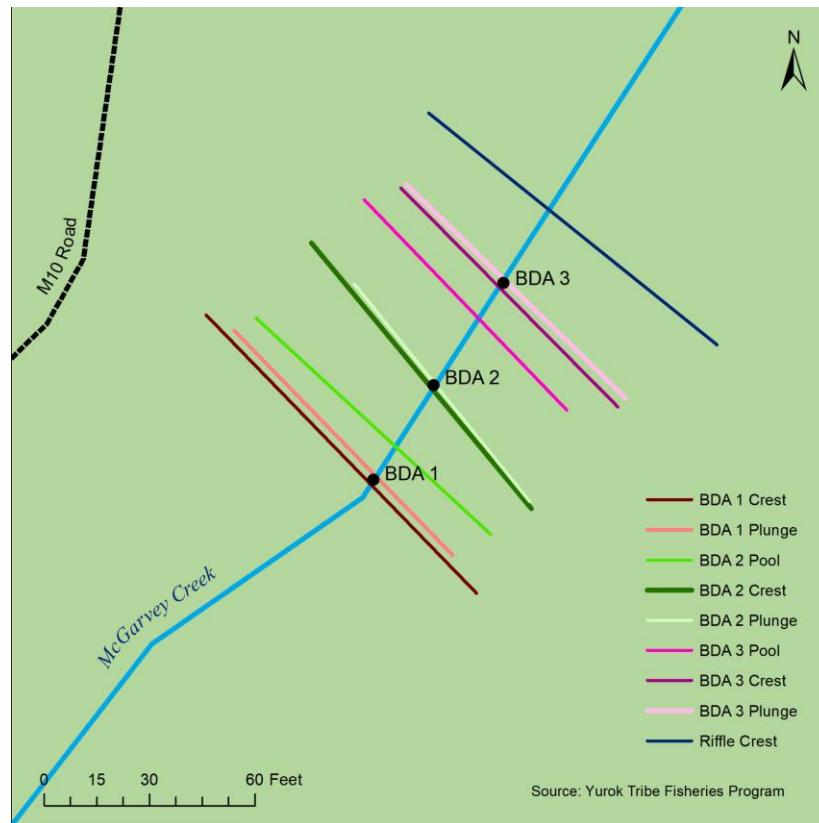 N
M10 Road
BDA 3
BDA 2
BDA 1
McGarvey Creek
BDA 1 Crest
BDA 1 Plunge
BDA 2 Pool
BDA 2 Crest
BDA 2 Plunge
BDA 3 Pool
BDA 3 Crest
BDA 3 Plunge
Riffle Crest
0 15 30 60 Feet
Source: Yurok Tribe Fisheries Program